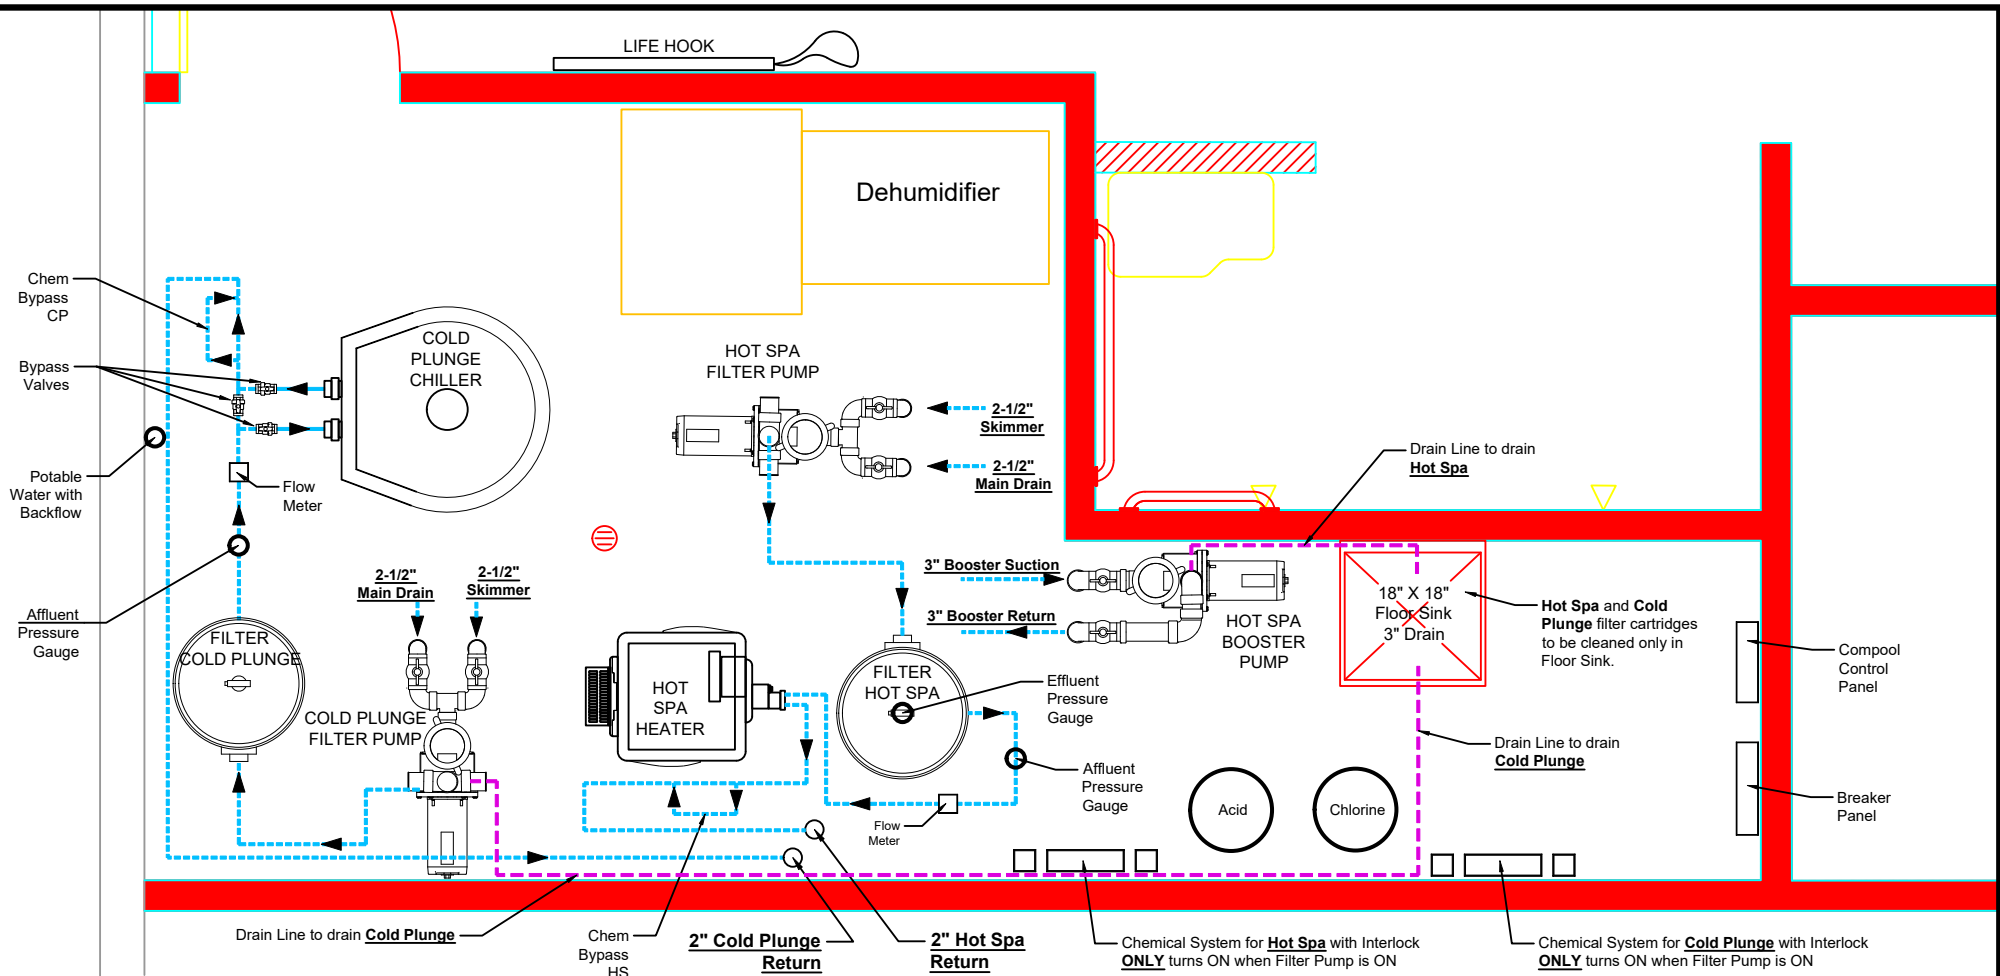 LIFE HOOK
Dehumidifier
Chem
Bypass
CP
Bypass
Valves
COLD
PLUNGE
CHILLER
HOT SPA
FILTER PUMP
2-1/2"
Skimmer
2-1/2"
Main Drain
Drain Line to drain
Hot Spa
Potable
Water with
Backflow
Flow
Meter
Affluent
Pressure
Gauge
2-1/2"
Main Drain
2-1/2"
Skimmer
3" Booster Suction
3" Booster Return
HOT SPA
BOOSTER
PUMP
18" X 18"
Floor Sink
3" Drain
Hot Spa and Cold
Plunge filter cartridges
to be cleaned only in
Floor Sink.
Compool
Control
Panel
FILTER
COLD PLUNGE
COLD PLUNGE
FILTER PUMP
HOT
SPA
HEATER
FILTER
HOT SPA
Effluent
Pressure
Gauge
Affluent
Pressure
Gauge
Drain Line to drain
Cold Plunge
Flow
Meter
Acid
Chlorine
Breaker
Panel
Drain Line to drain Cold Plunge
Chem
Bypass
HS
2" Cold Plunge
Return
2" Hot Spa
Return
Chemical System for Hot Spa with Interlock
ONLY turns ON when Filter Pump is ON
Chemical System for Cold Plunge with Interlock
ONLY turns ON when Filter Pump is ON